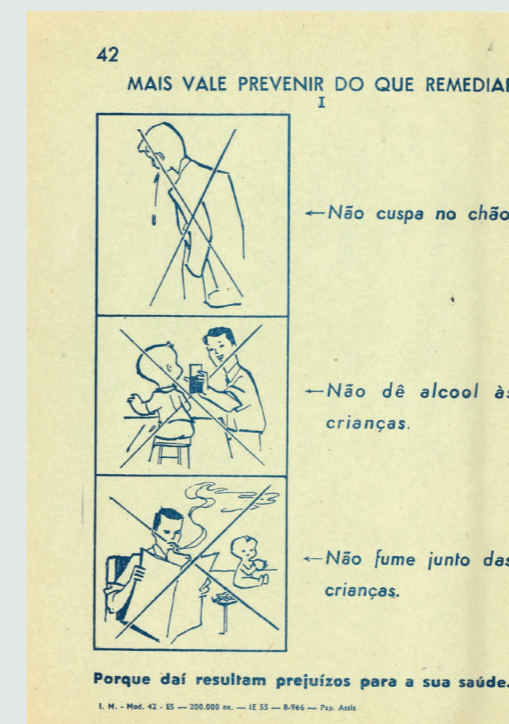 42
MAIS VALE PREVENIR DO QUE REMEDIAR
I
←Não cuspa no chão
←Não dê alcool às
crianças.
←Não fume junto das
crianças.
Porque daí resultam prejuízos para a sua saúde.
I. M. - Mod. 42 - ES — 200.000 ex. — IE 55 — 8-966 — Pap. Assis